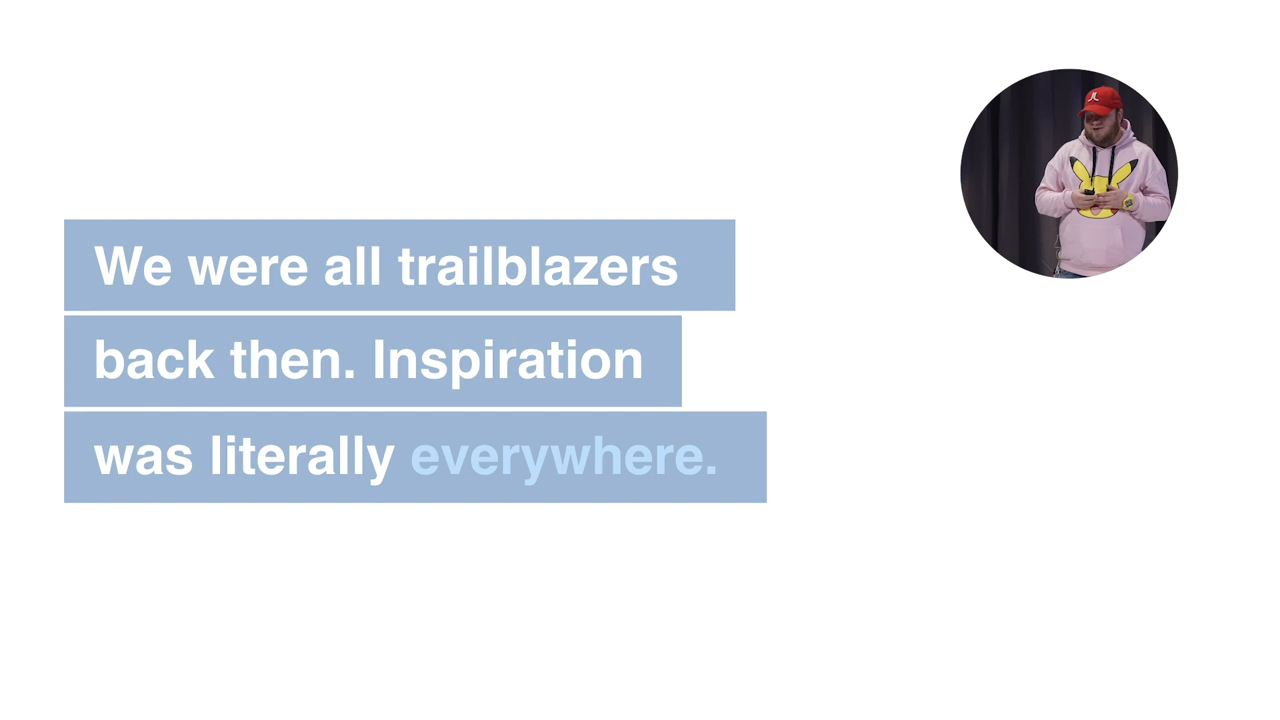 We were all trailblazers
back then. Inspiration
was literally everywhere.